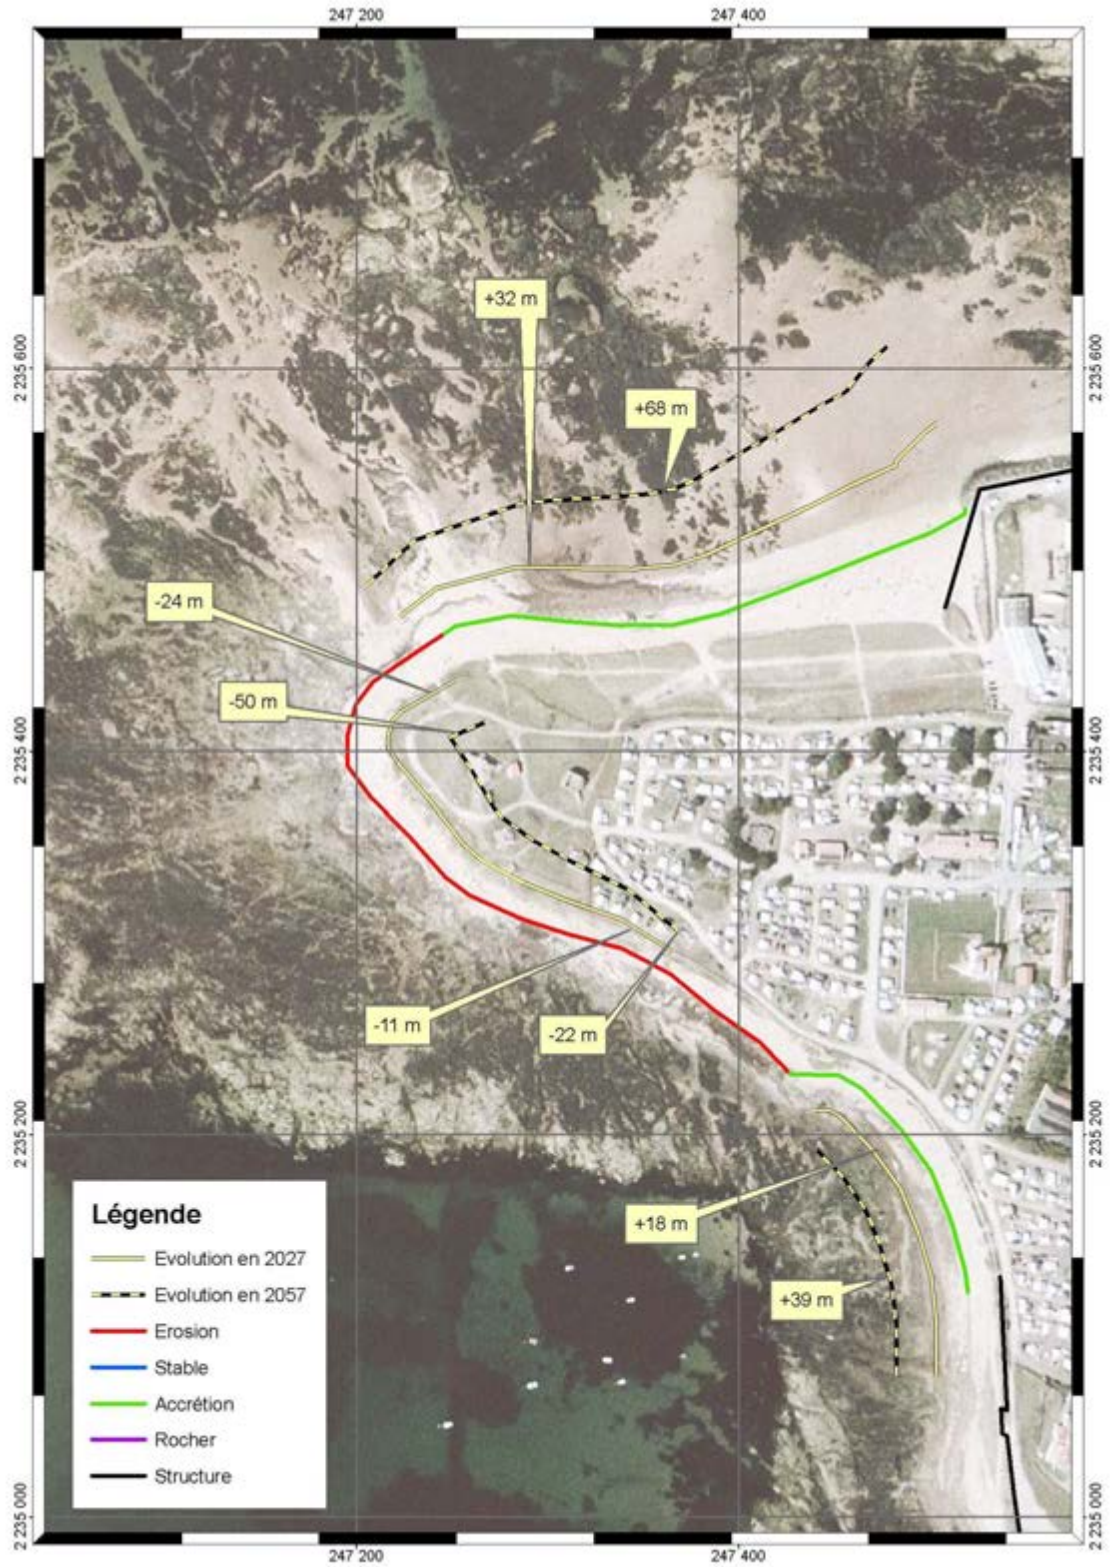 247 200
247 400
+32 m
2 235 600
2 235 600
+68 m
-24 m
-50 m
2 235 400
2 235 400
-11 m
-22 m
2 235 200
2 235 200
+18 m
+39 m
Légende
Evolution en 2027
Evolution en 2057
Erosion
Stable
Accrétion
Rocher
Structure
2 235 000
2 235 000
247 200
247 400